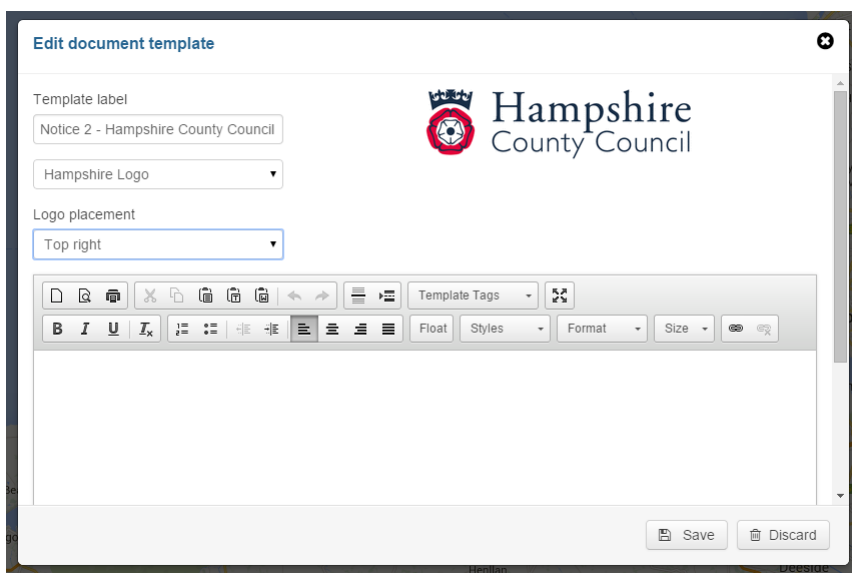 Edit document template
Template label
Notice 2 - Hampshire County Council
Hampshire Logo
Logo placement
Top right
Hampshire
County Council
Template Tags
B I U Ix
Float Styles Format Size
Save Discard
Henllan
Deeside